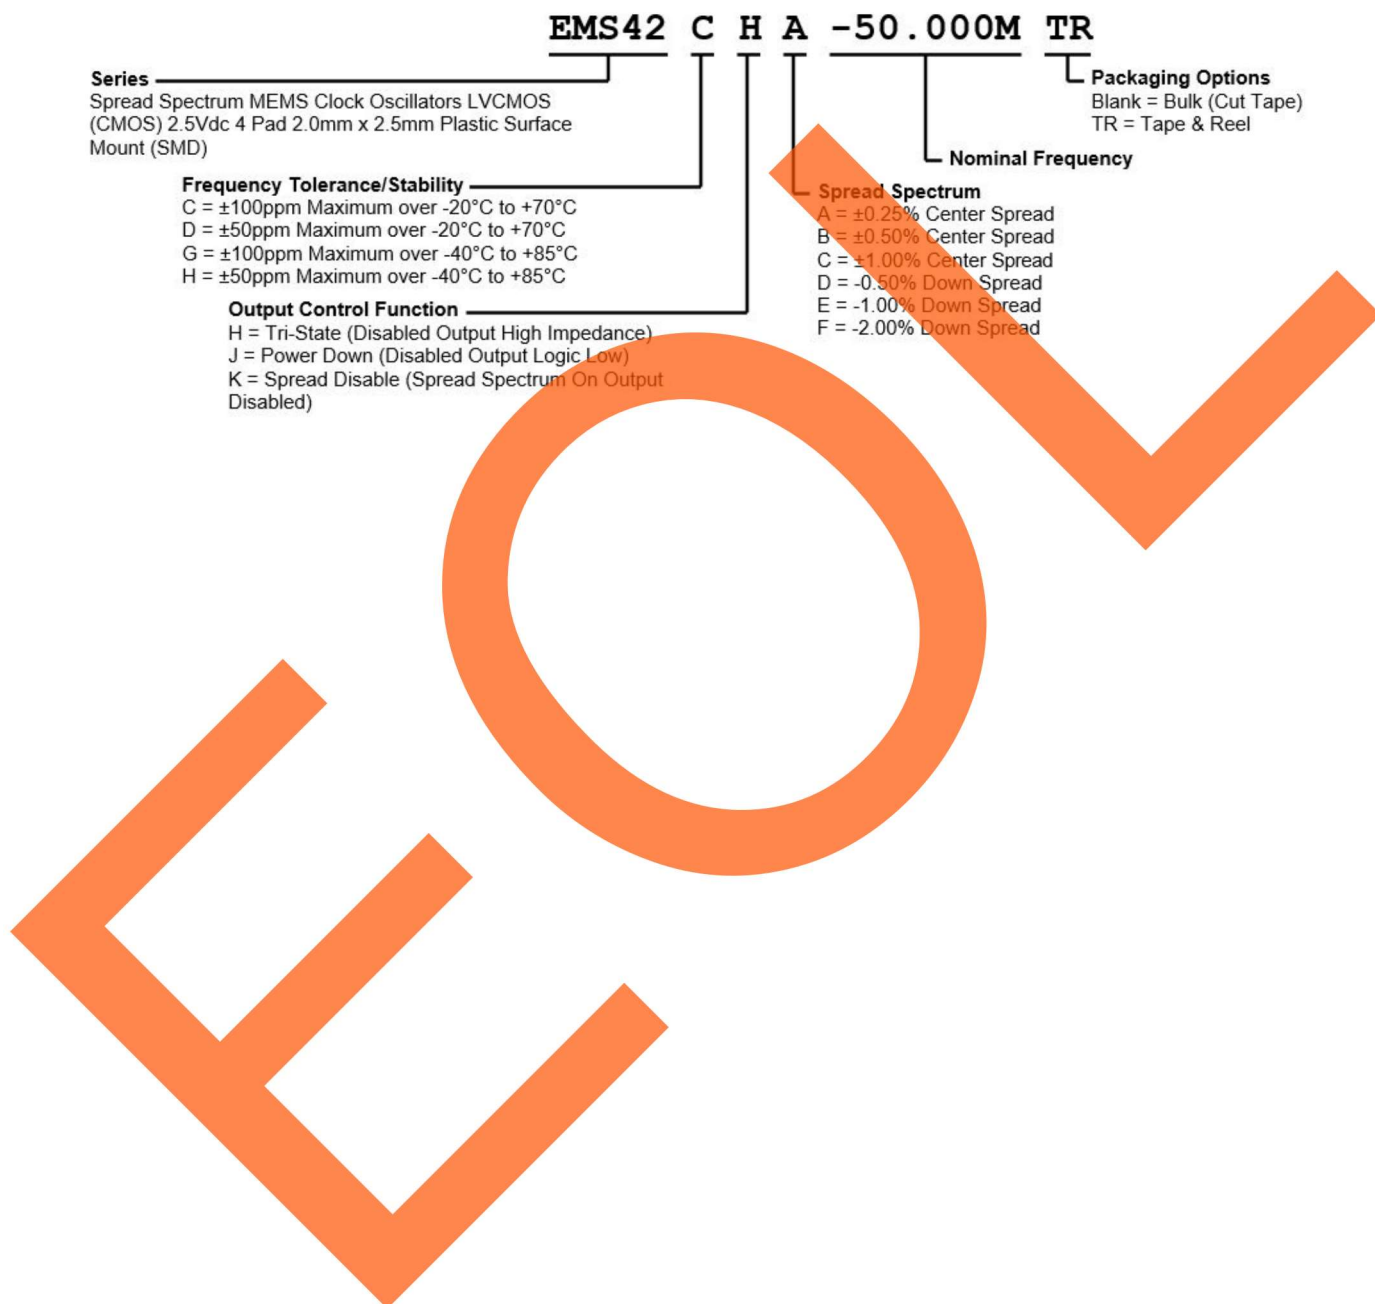 EMS42 C H A -50.000M TR
Series
Spread Spectrum MEMS Clock Oscillators LVCMOS
(CMOS) 2.5Vdc 4 Pad 2.0mm x 2.5mm Plastic Surface
Mount (SMD)
Packaging Options
Blank = Bulk (Cut Tape)
TR = Tape & Reel
Nominal Frequency
Frequency Tolerance/Stability
C = ±100ppm Maximum over -20°C to +70°C
D = ±50ppm Maximum over -20°C to +70°C
G = ±100ppm Maximum over -40°C to +85°C
H = ±50ppm Maximum over -40°C to +85°C
Spread Spectrum
A = ±0.25% Center Spread
B = ±0.50% Center Spread
C = ±1.00% Center Spread
D = -0.50% Down Spread
E = -1.00% Down Spread
F = -2.00% Down Spread
Output Control Function
H = Tri-State (Disabled Output High Impedance)
J = Power Down (Disabled Output Logic Low)
K = Spread Disable (Spread Spectrum On Output
Disabled)
EOL